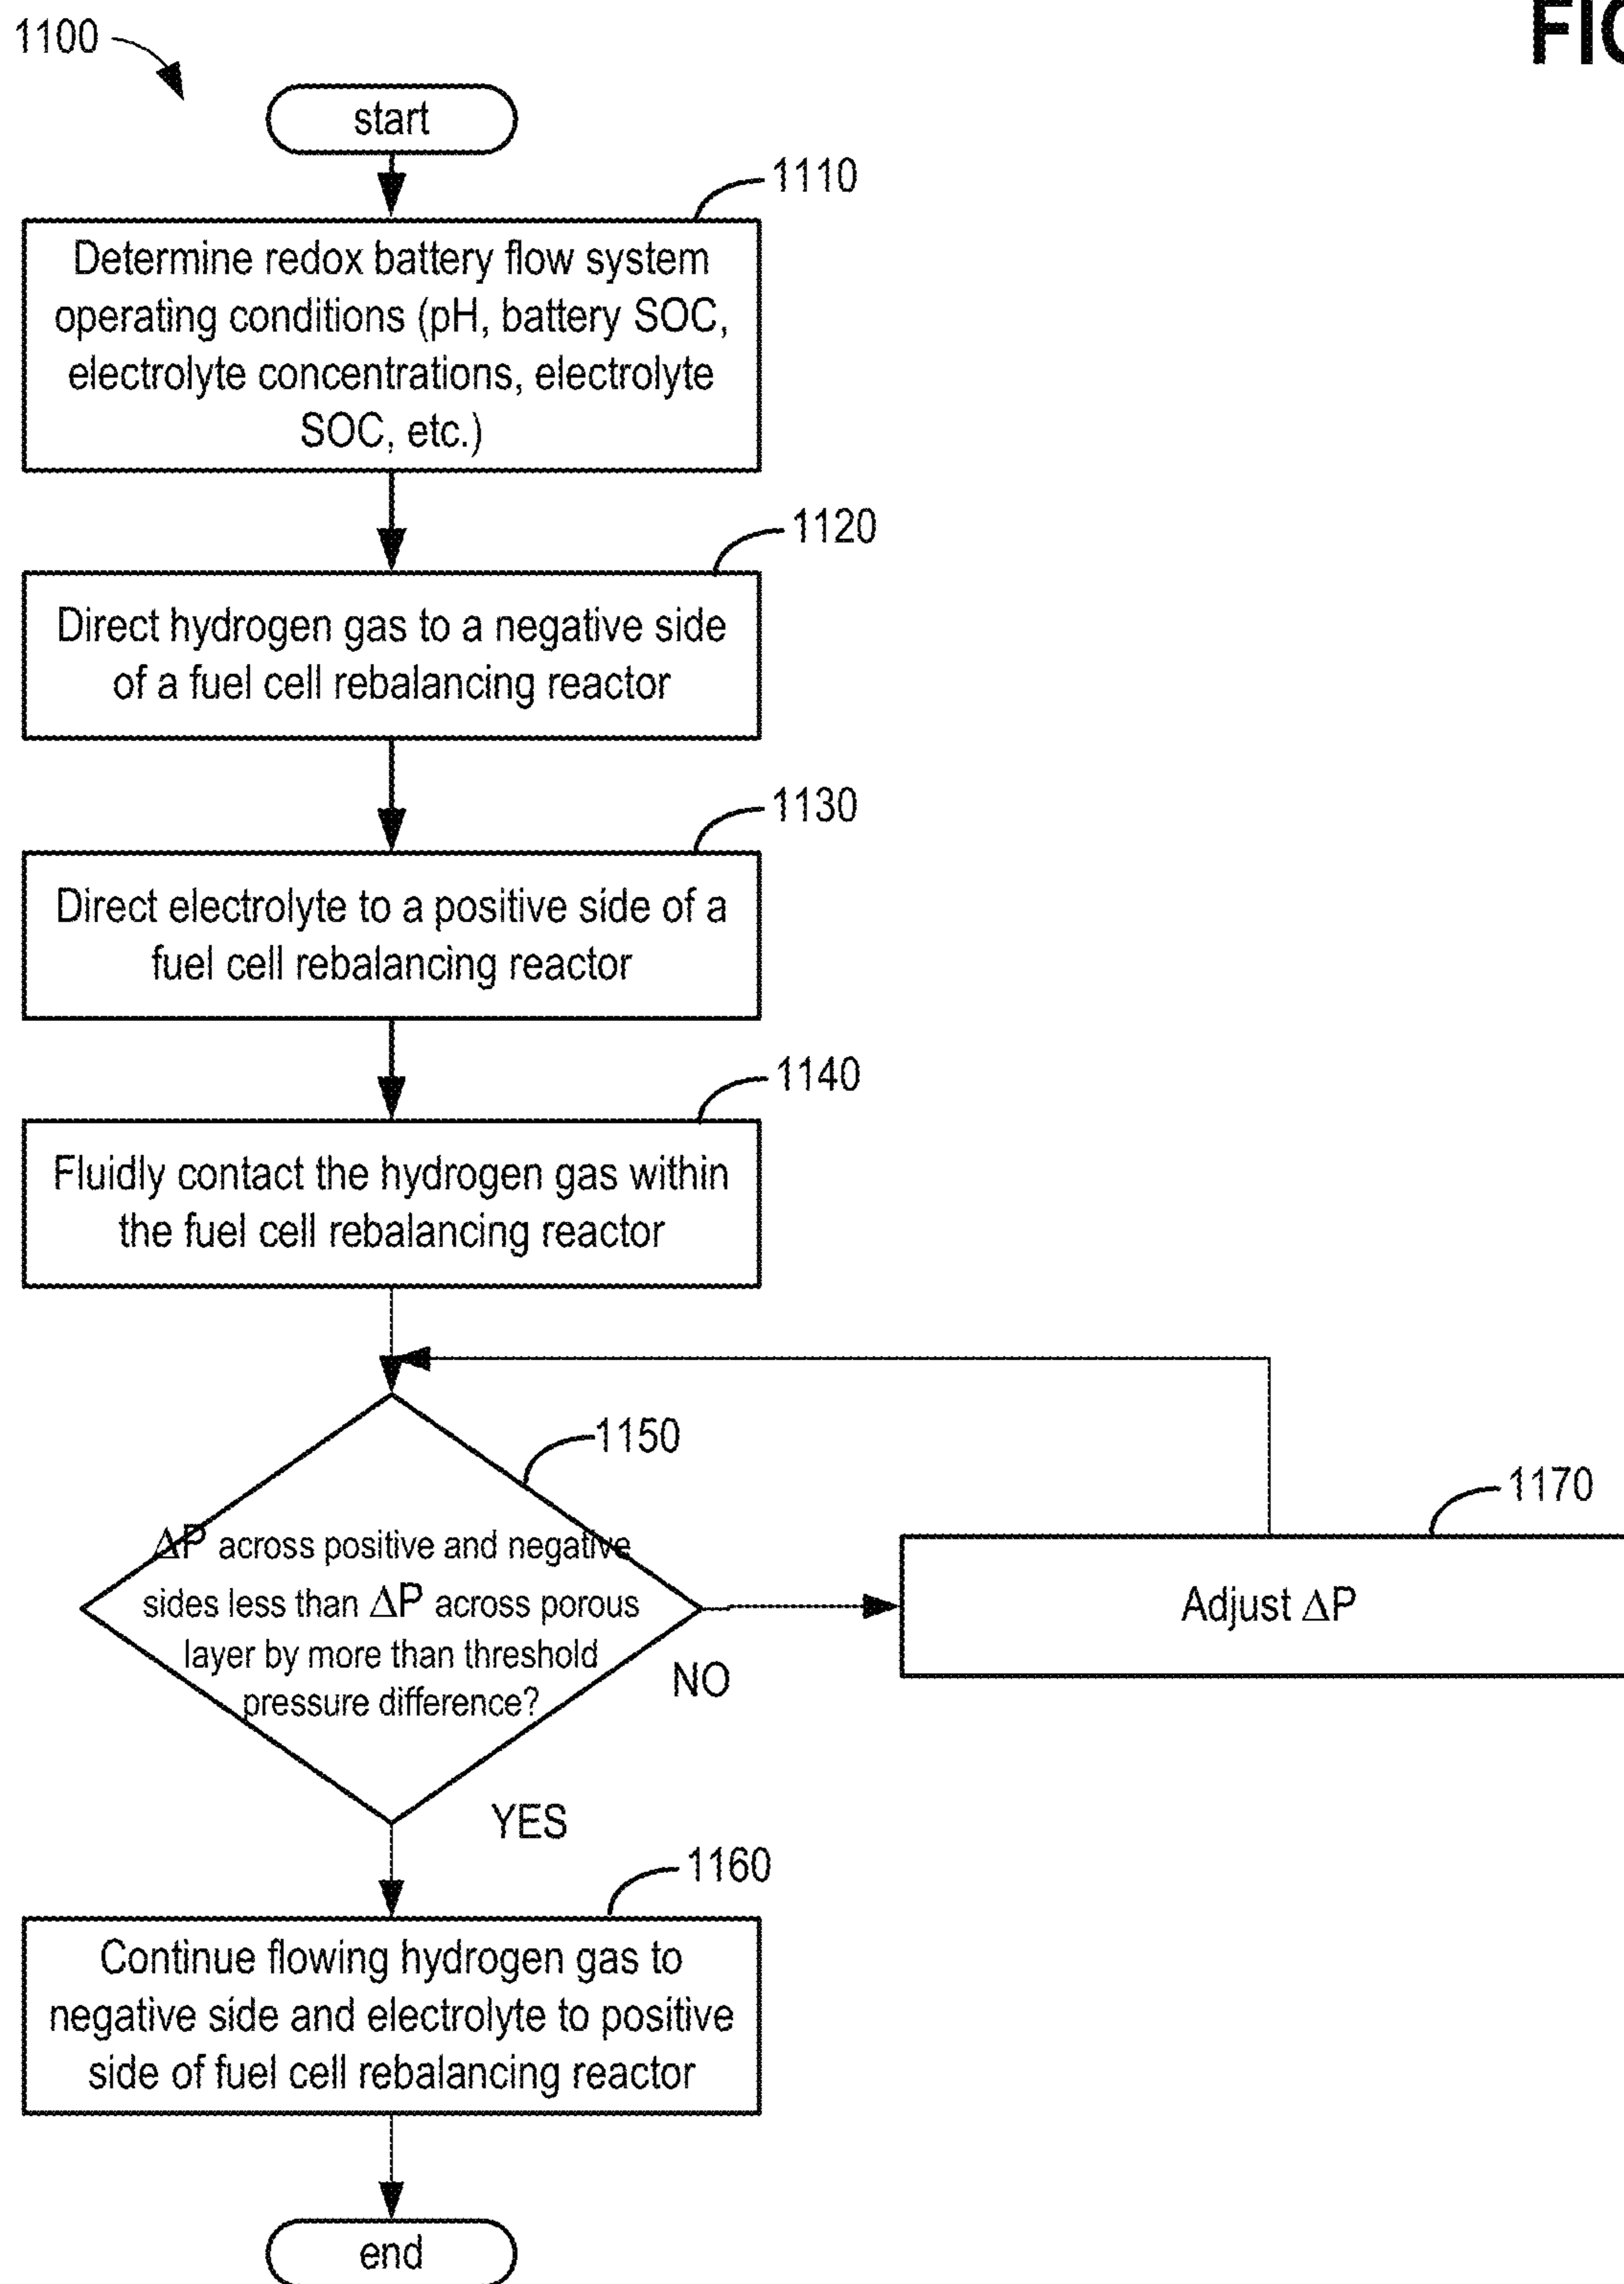 FIG
1100
start
1110
Determine redox battery flow system
operating conditions (pH, battery SOC,
electrolyte concentrations, electrolyte
SOC, etc.)
1120
Direct hydrogen gas to a negative side
of a fuel cell rebalancing reactor
1130
Direct electrolyte to a positive side of a
fuel cell rebalancing reactor
1140
Fluidly contact the hydrogen gas within
the fuel cell rebalancing reactor
1150
ΔP across positive and negative
sides less than ΔP across porous
layer by more than threshold
pressure difference?
NO
1170
Adjust ΔP
YES
1160
Continue flowing hydrogen gas to
negative side and electrolyte to positive
side of fuel cell rebalancing reactor
end